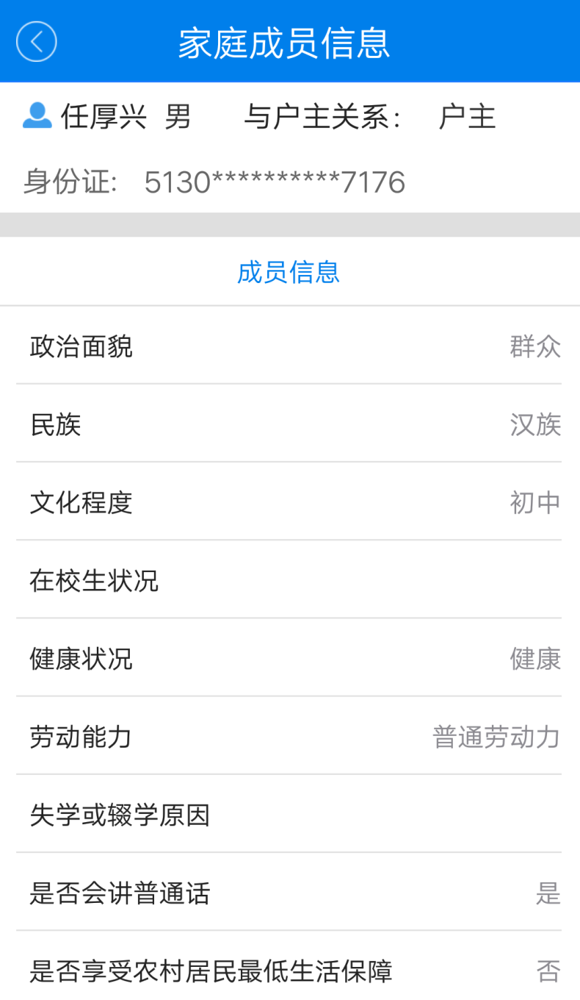 家庭成员信息
任厚兴 男 与户主关系: 户主
身份证: 5130**********7176
成员信息
政治面貌 群众
民族 汉族
文化程度 初中
在校生状况
健康状况 健康
劳动能力 普通劳动力
失学或辍学原因
是否会讲普通话 是
是否享受农村居民最低生活保障 否